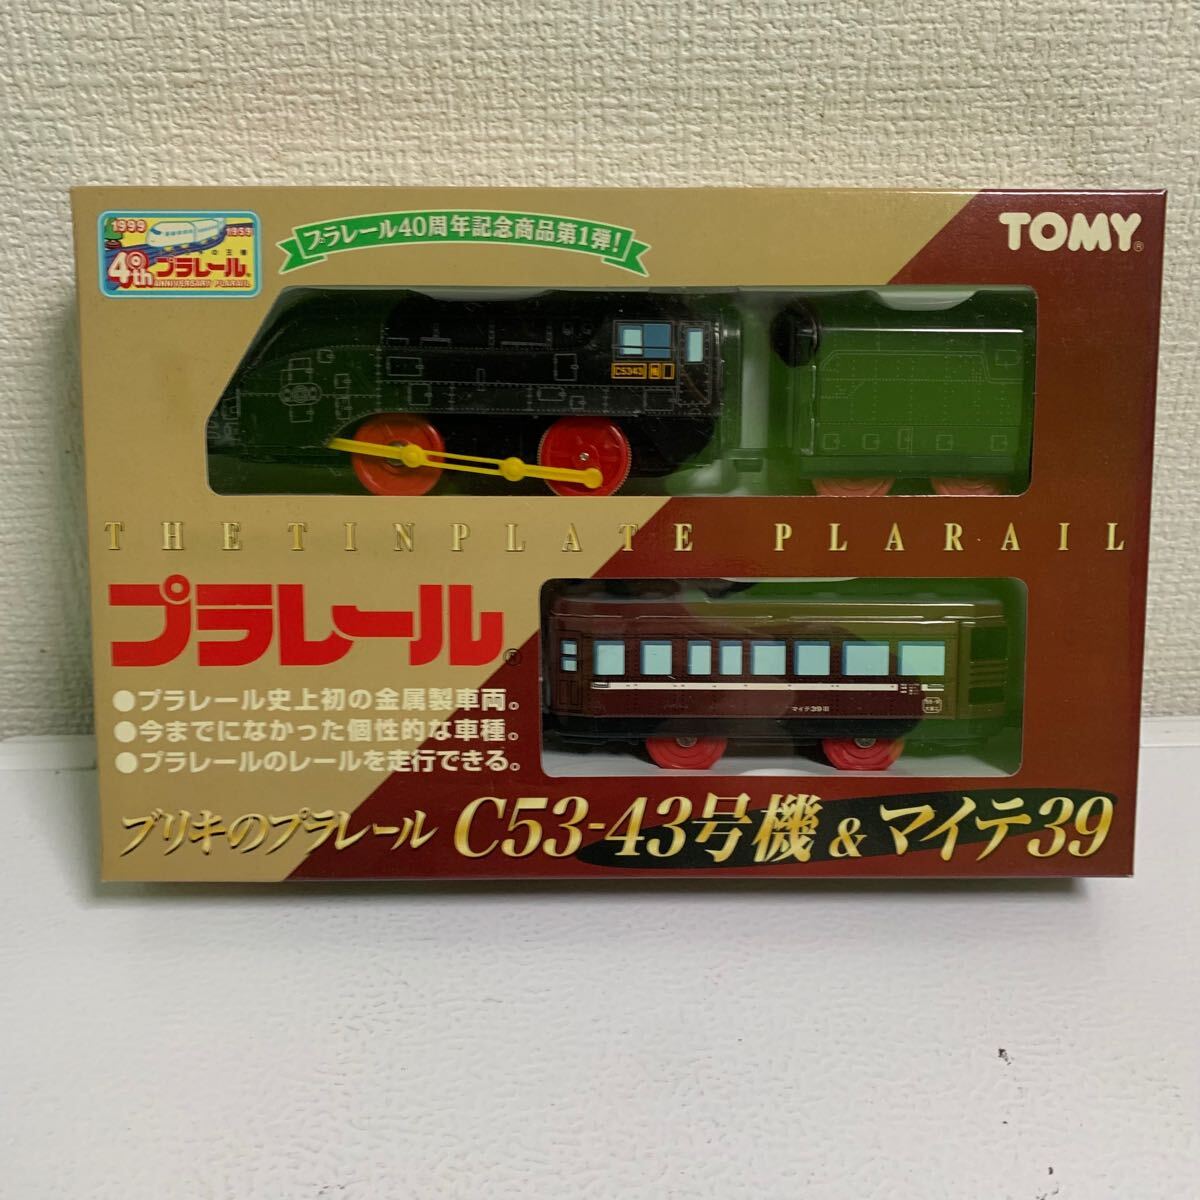 1999 1959
の王様
40th プラレール
ANNIVERSARY PLARAIL
プラレール40周年記念商品第1弾!
TOMY®
C5343
THE TINPLATE PLARAIL
プラレール®
●プラレール史上初の金属製車両。
●今までになかった個性的な車種。
●プラレールのレールを走行できる。
マイテ39
ブリキのプラレール C53-43号機&マイテ39